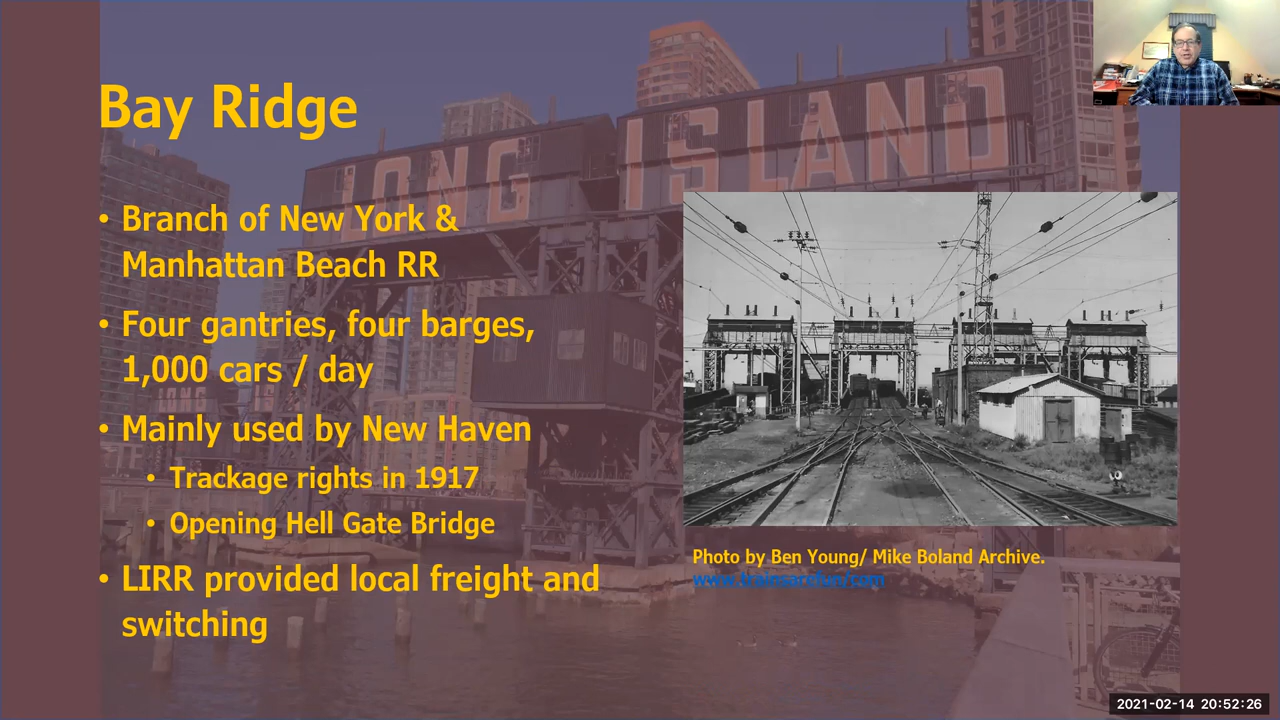 Bay Ridge
LONG ISLAND
• Branch of New York &
Manhattan Beach RR
• Four gantries, four barges,
1,000 cars / day
• Mainly used by New Haven
• Trackage rights in 1917
• Opening Hell Gate Bridge
• LIRR provided local freight and
switching
Photo by Ben Young/ Mike Boland Archive.
www.trainsarefun/com
2021-02-14 20:52:26